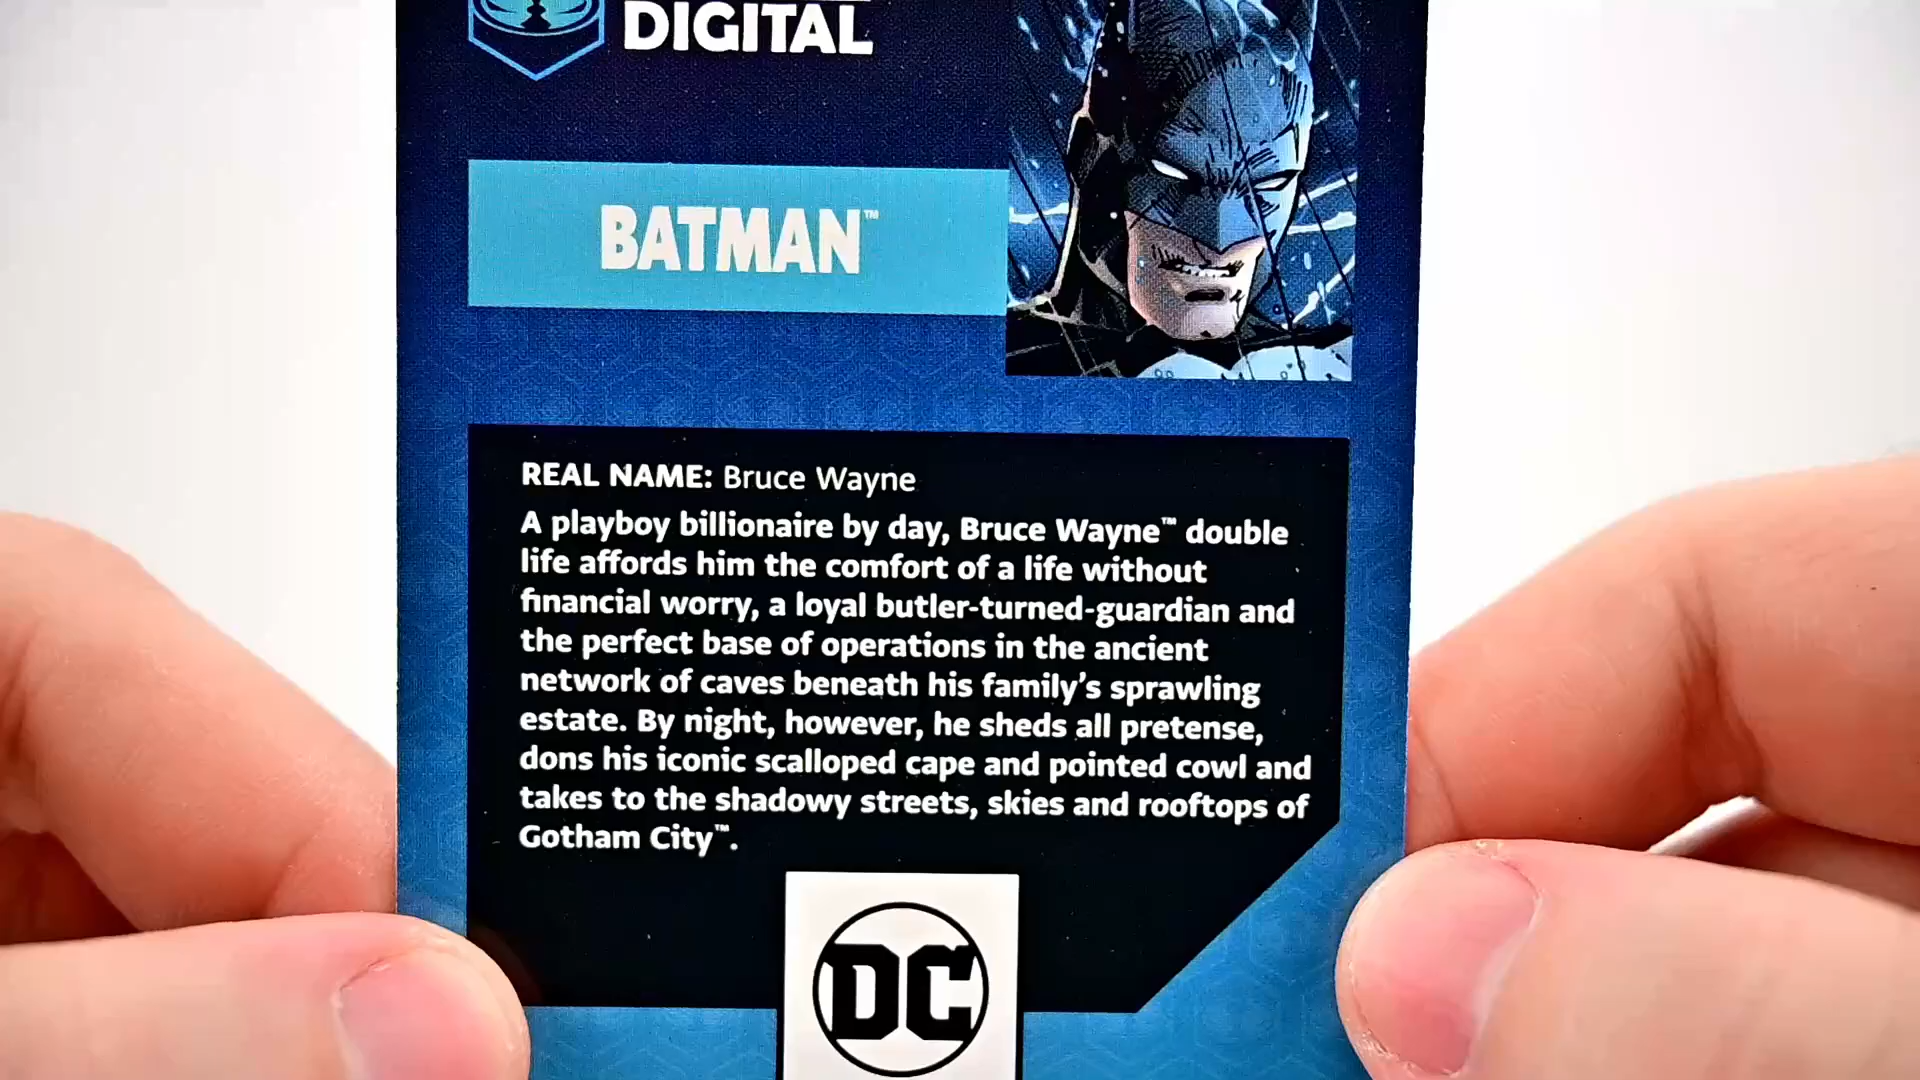 DIGITAL
BATMAN™
REAL NAME: Bruce Wayne
A playboy billionaire by day, Bruce Wayne™ double
life affords him the comfort of a life without
financial worry, a loyal butler-turned-guardian and
the perfect base of operations in the ancient
network of caves beneath his family’s sprawling
estate. By night, however, he sheds all pretense,
dons his iconic scalloped cape and pointed cowl and
takes to the shadowy streets, skies and rooftops of
Gotham City™.
DC